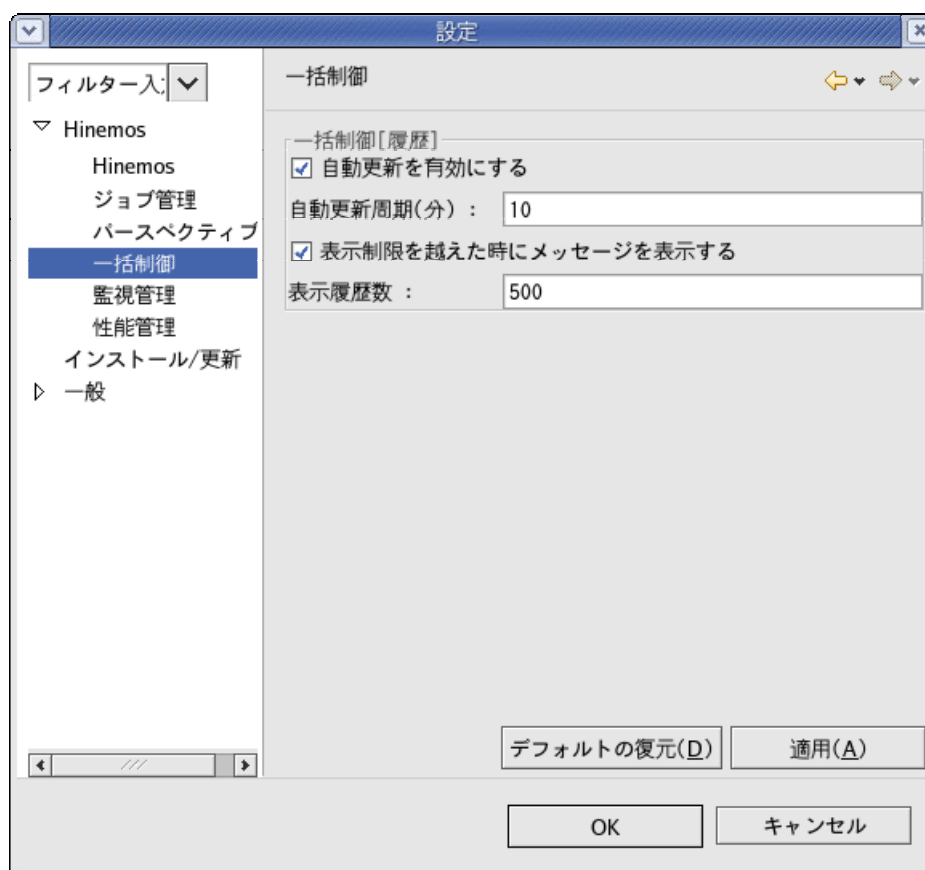 設定
フィルター入
一括制御
Hinemos
Hinemos
ジョブ管理
パースペクティブ
一括制御
監視管理
性能管理
インストール/更新
一般
一括制御[履歴]
自動更新を有効にする
自動更新周期(分) : 10
表示制限を越えた時にメッセージを表示する
表示履歴数 : 500
デフォルトの復元(D) 適用(A)
OK キャンセル